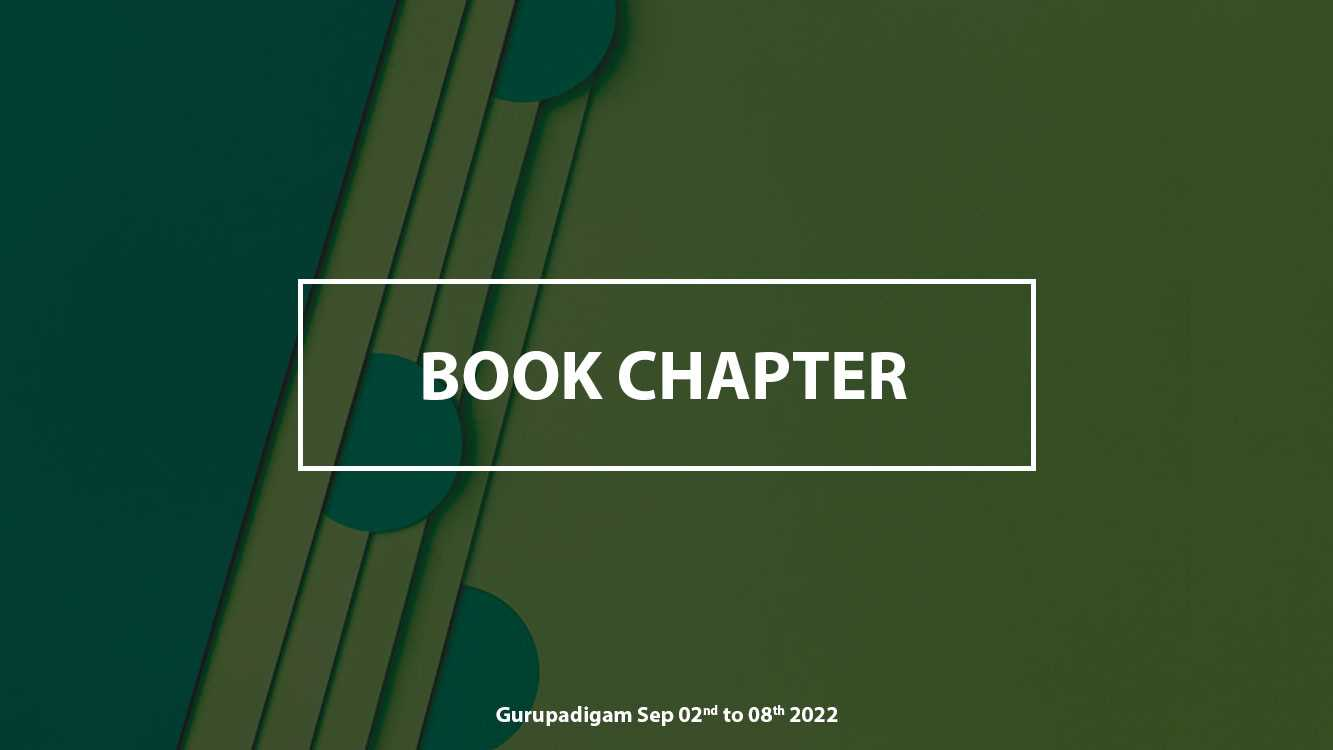 BOOK CHAPTER
Gurupadigam Sep 02nd to 08th 2022